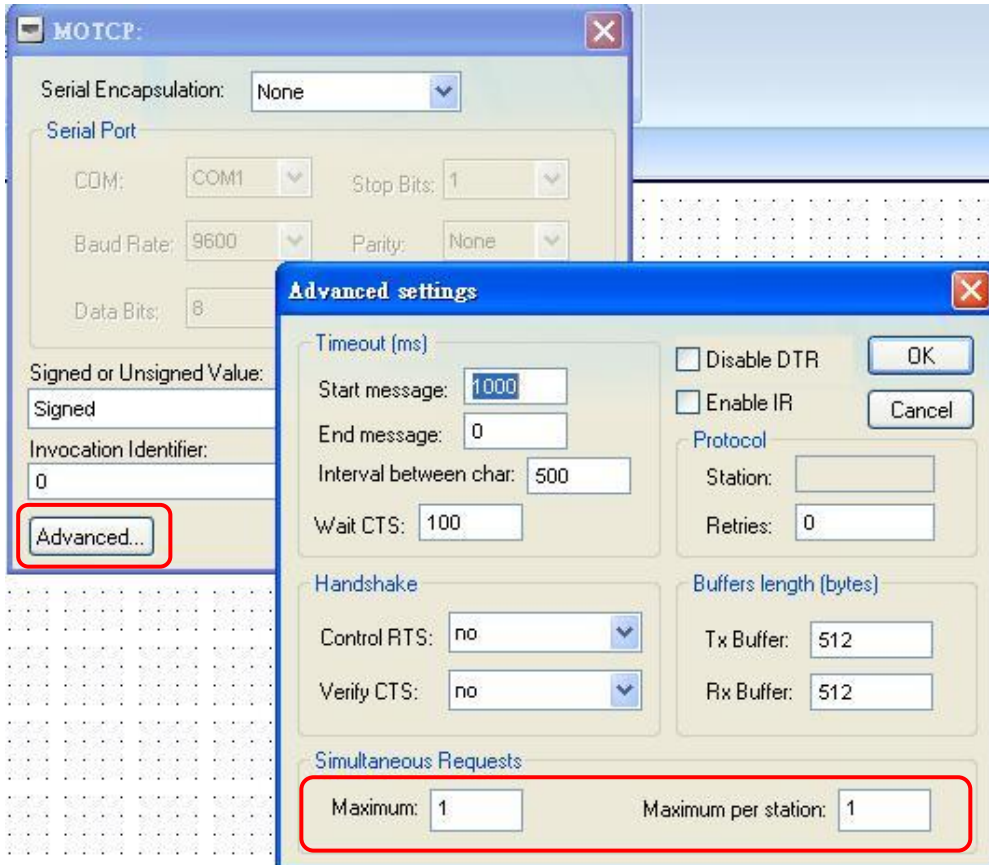 MOTCP:
Serial Encapsulation: None
Serial Port
COM: COM1 Stop Bits: 1
Baud Rate: 9600 Parity: None
Data Bits: 8
Signed or Unsigned Value:
Signed
Invocation Identifier:
0
Advanced...
Advanced settings
Timeout (ms)
Start message: 1000
End message: 0
Interval between char: 500
Wait CTS: 100
Disable DTR
Enable IR
OK
Cancel
Protocol
Station:
Retries: 0
Handshake
Control RTS: no
Verify CTS: no
Buffers length (bytes)
Tx Buffer: 512
Rx Buffer: 512
Simultaneous Requests
Maximum: 1 Maximum per station: 1